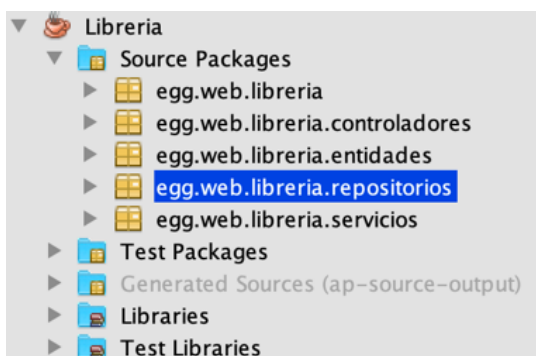 Libreria
Source Packages
egg.web.libreria
egg.web.libreria.controladores
egg.web.libreria.entidades
egg.web.libreria.repositorios
egg.web.libreria.servicios
Test Packages
Generated Sources (ap-source-output)
Libraries
Test Libraries